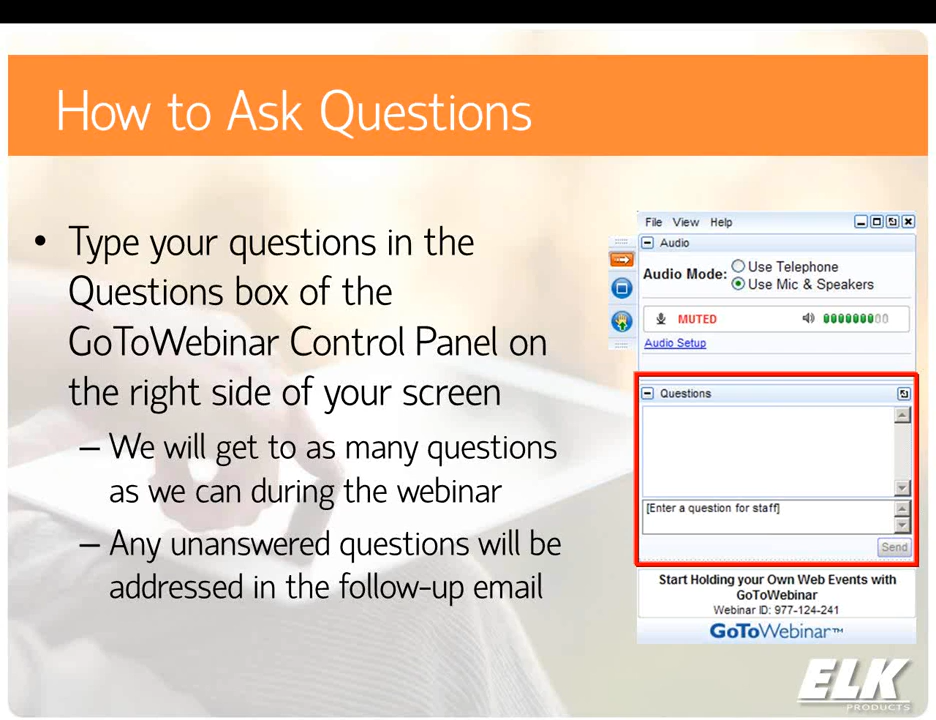 How to Ask Questions
• Type your questions in the
Questions box of the
GoToWebinar Control Panel on
the right side of your screen
– We will get to as many questions
as we can during the webinar
– Any unanswered questions will be
addressed in the follow-up email
File View Help
Audio
Audio Mode: Use Telephone
Use Mic & Speakers
MUTED
Audio Setup
Questions
[Enter a question for staff]
Send
Start Holding your Own Web Events with
GoToWebinar
Webinar ID: 977-124-241
GoToWebinar™
ELK
PRODUCTS